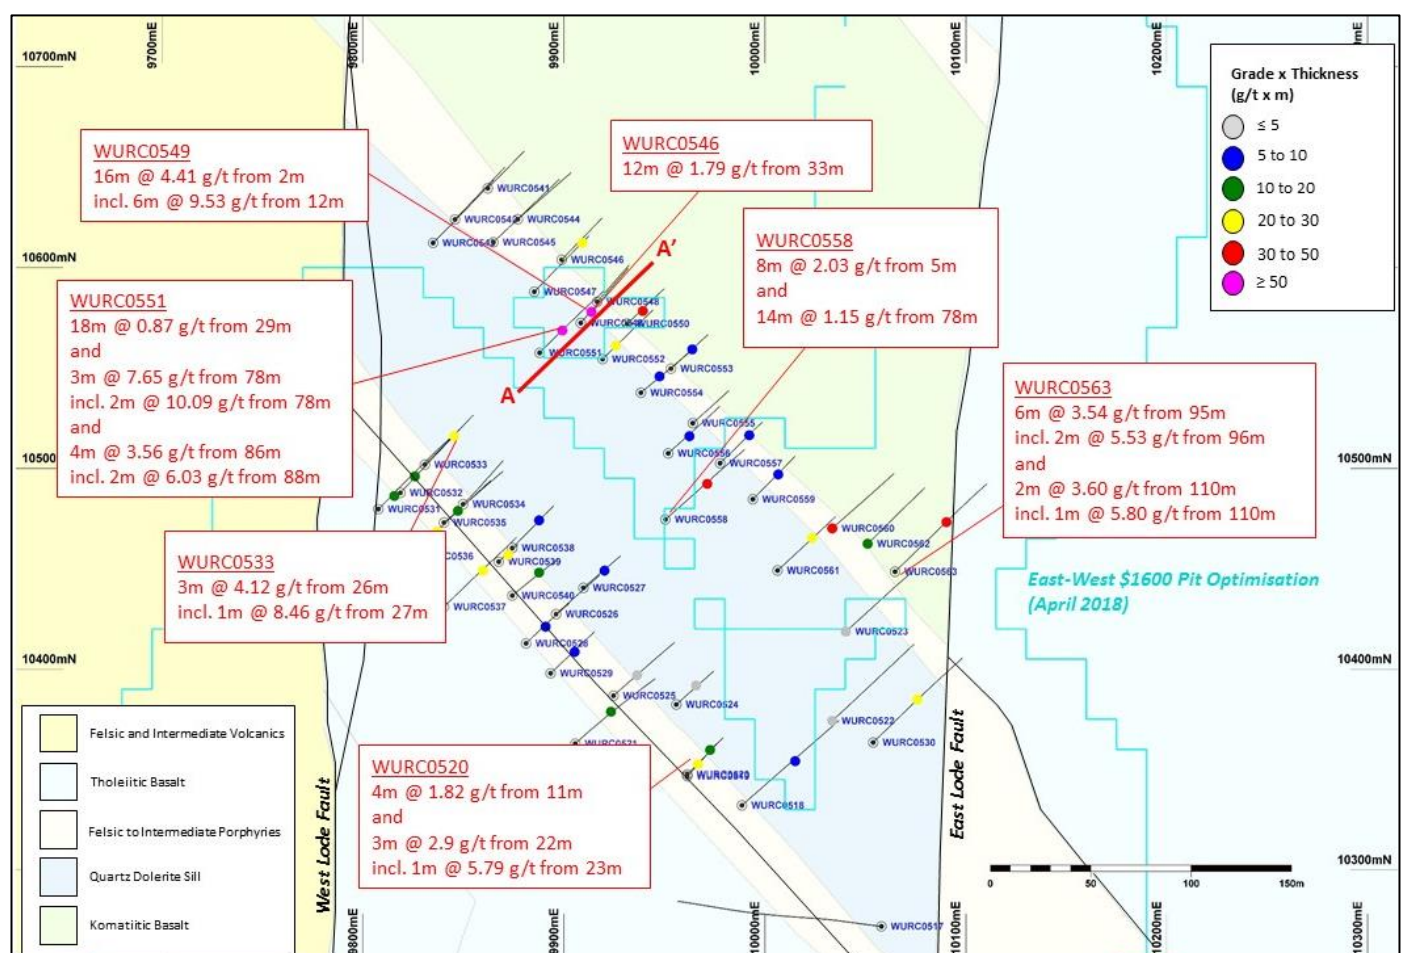 9700mE
9800mE
9900mE
10000mE
10100mE
10200mE
10700mN
Grade x Thickness
(g/t x m)
≤ 5
5 to 10
10 to 20
20 to 30
30 to 50
≥ 50
WURC0549
16m @ 4.41 g/t from 2m
incl. 6m @ 9.53 g/t from 12m
WURC0546
12m @ 1.79 g/t from 33m
WURC0558
8m @ 2.03 g/t from 5m
and
14m @ 1.15 g/t from 78m
WURC0541
WURC0544
WURC0545
WURC0546
A'
10600mN
WURC0547
WURC0548
WURC0550
WURC0551
WURC0552
WURC0553
WURC0554
A
WURC0551
18m @ 0.87 g/t from 29m
and
3m @ 7.65 g/t from 78m
incl. 2m @ 10.09 g/t from 78m
and
4m @ 3.56 g/t from 86m
incl. 2m @ 6.03 g/t from 88m
WURC0563
6m @ 3.54 g/t from 95m
incl. 2m @ 5.53 g/t from 96m
and
2m @ 3.60 g/t from 110m
incl. 1m @ 5.80 g/t from 110m
WURC0555
WURC0556
WURC0557
WURC0533
10500mN
WURC0532
WURC0531
WURC0534
WURC0535
WURC0559
WURC0558
WURC0560
WURC0562
WURC0561
WURC0563
WURC0538
WURC0539
WURC0537
WURC0540
WURC0527
WURC0526
WURC0528
WURC0529
WURC0523
WURC0533
3m @ 4.12 g/t from 26m
incl. 1m @ 8.46 g/t from 27m
East-West $1600 Pit Optimisation
(April 2018)
10400mN
10400mN
WURC0525
WURC0524
WURC0522
WURC0530
WURC0518
WURC0517
WURC0520
4m @ 1.82 g/t from 11m
and
3m @ 2.9 g/t from 22m
incl. 1m @ 5.79 g/t from 23m
West Lode Fault
East Lode Fault
Felsic and Intermediate Volcanics
Tholeiitic Basalt
Felsic to Intermediate Porphyries
Quartz Dolerite Sill
Komatiitic Basalt
10300mN
0 50 100 150m
9800mE
9900mE
10000mE
10100mE
10200mE
10300mE